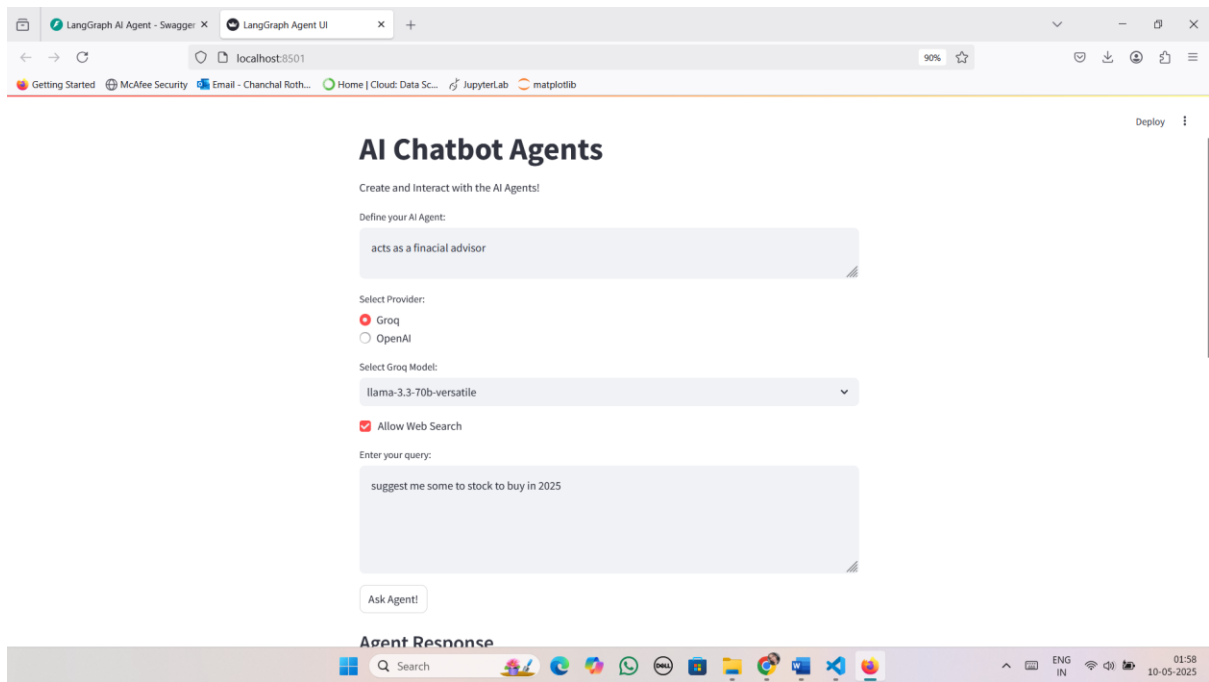 LangGraph AI Agent - Swagger
LangGraph Agent UI
localhost:8501
90%
Getting Started
McAfee Security
Email - Chanchal Roth...
Home | Cloud: Data Sc...
JupyterLab
matplotlib
Deploy
AI Chatbot Agents
Create and Interact with the AI Agents!
Define your AI Agent:
acts as a finacial advisor
Select Provider:
Groq
OpenAI
Select Groq Model:
llama-3.3-70b-versatile
Allow Web Search
Enter your query:
suggest me some to stock to buy in 2025
Ask Agent!
Agent Response
Search
DELL
ENG
IN
01:58
10-05-2025